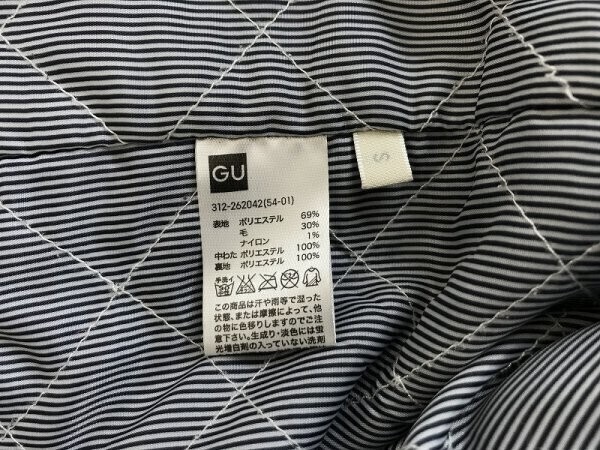 GU
S
312-262042(54-01)
表地 ポリエステル 69%
毛 30%
ナイロン 1%
中わた ポリエステル 100%
裏地 ポリエステル 100%
手洗イ
この商品は汗や雨等で湿った
状態、または摩擦によって、他
の物に色移りしますのでご注
意下さい。生成り・淡色には蛍
光増白剤の入っていない洗剤